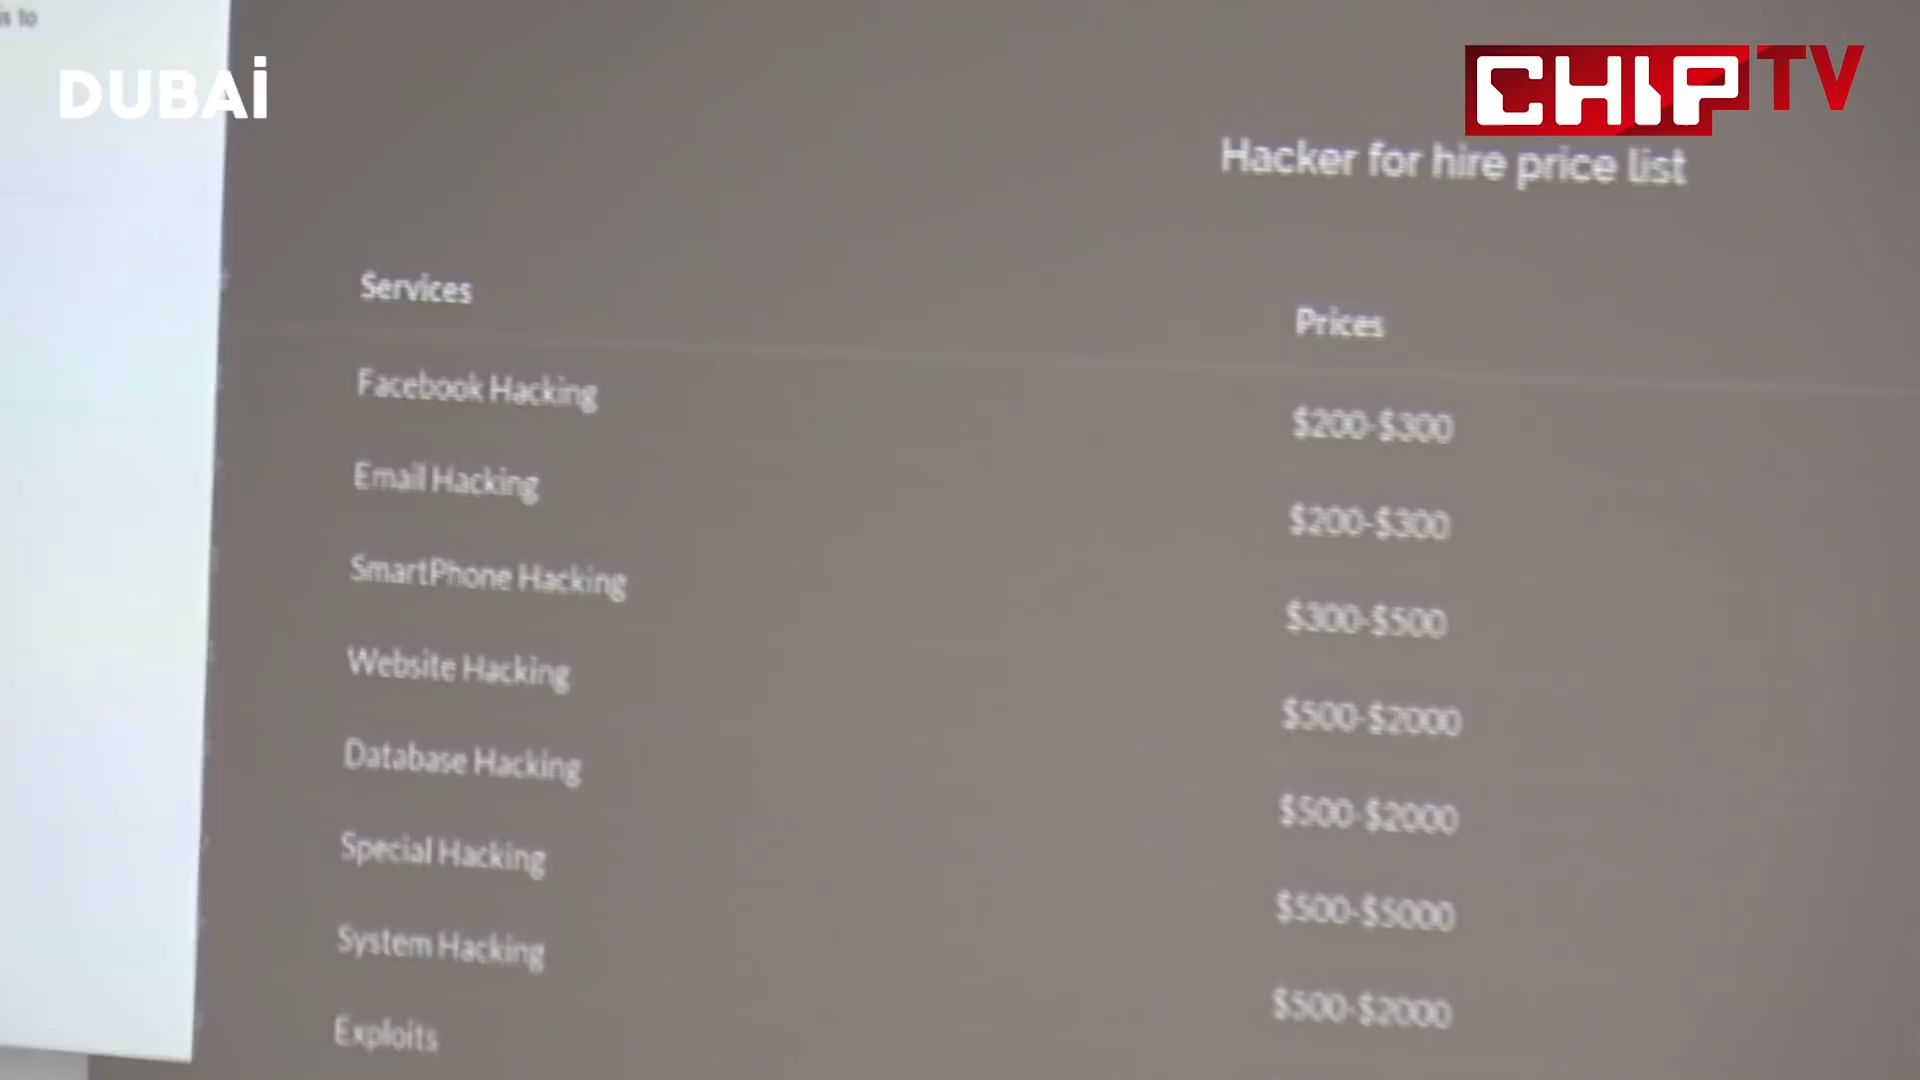 s to
DUBAİ
CHIP TV
Hacker for hire price list
Services Prices
Facebook Hacking $200-$300
Email Hacking $200-$300
SmartPhone Hacking $300-$500
Website Hacking $500-$2000
Database Hacking $500-$2000
Special Hacking $500-$5000
System Hacking $500-$2000
Exploits